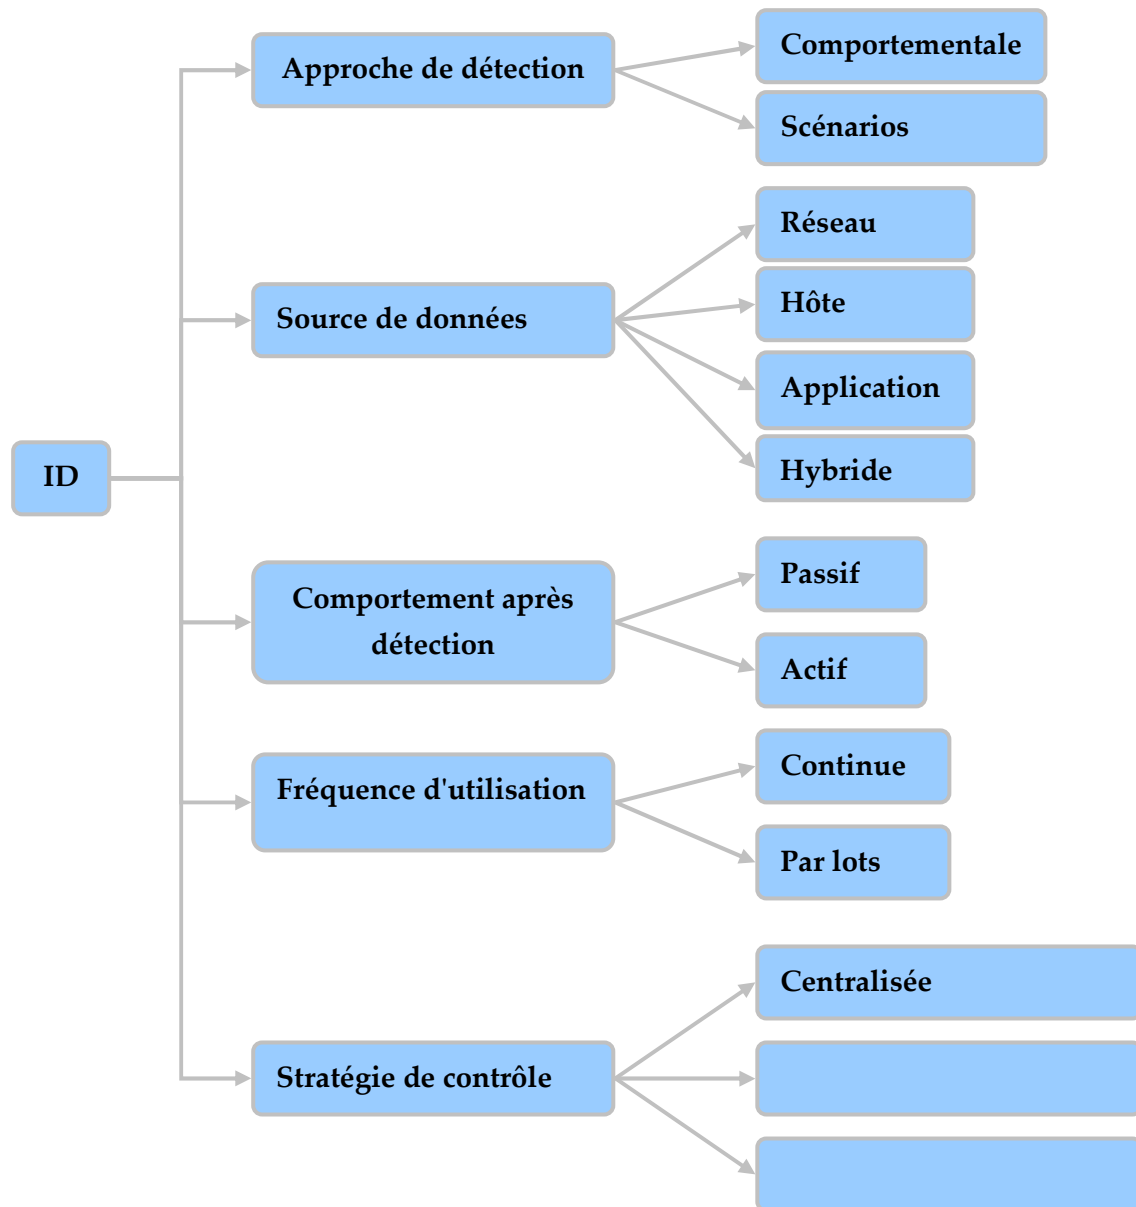 ID
Approche de détection
Comportementale
Scénarios
Source de données
Réseau
Hôte
Application
Hybride
Comportement après
détection
Passif
Actif
Fréquence d'utilisation
Continue
Par lots
Stratégie de contrôle
Centralisée